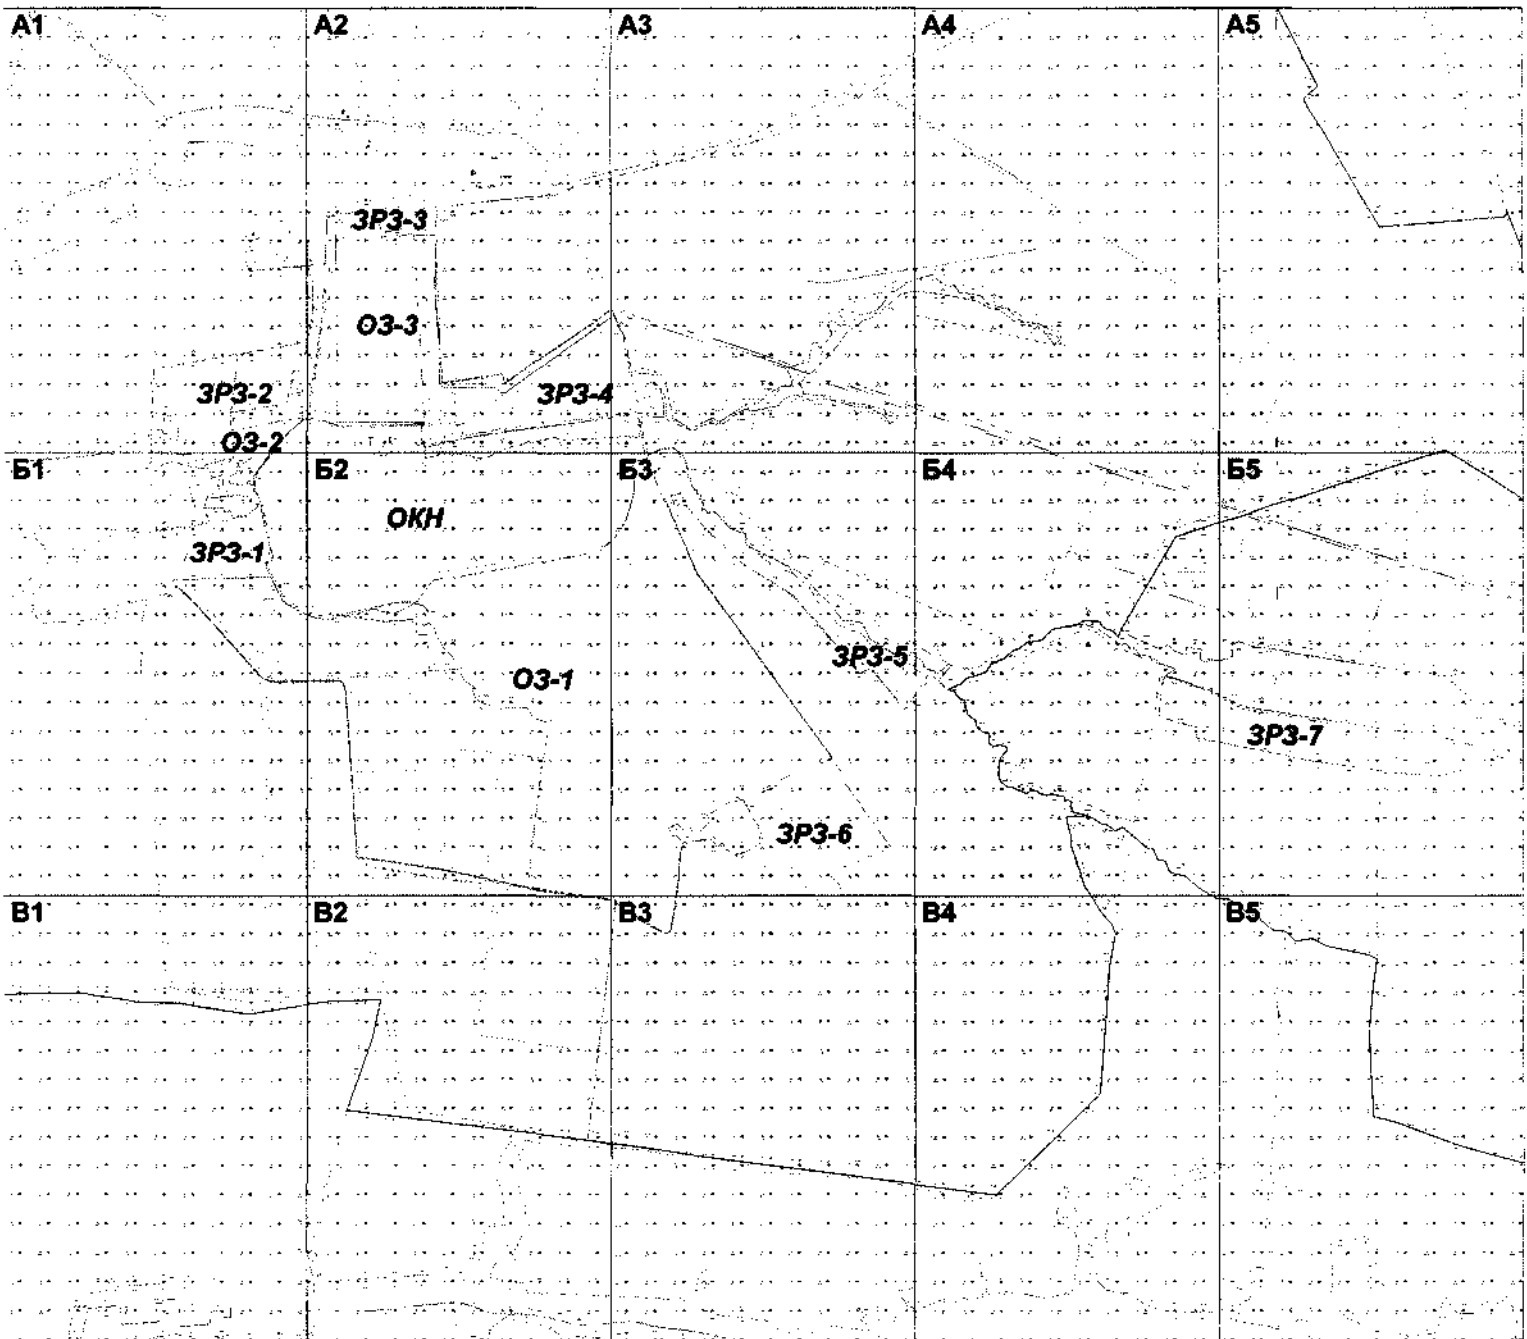 А1 А2 А3 А4 А5
ЗРЗ-3
ОЗ-3
ЗРЗ-2 ЗРЗ-4
ОЗ-2
Б1 Б2 Б3 Б4 Б5
ОКН
ЗРЗ-1
ЗРЗ-5
ОЗ-1
ЗРЗ-7
ЗРЗ-6
В1 В2 В3 В4 В5